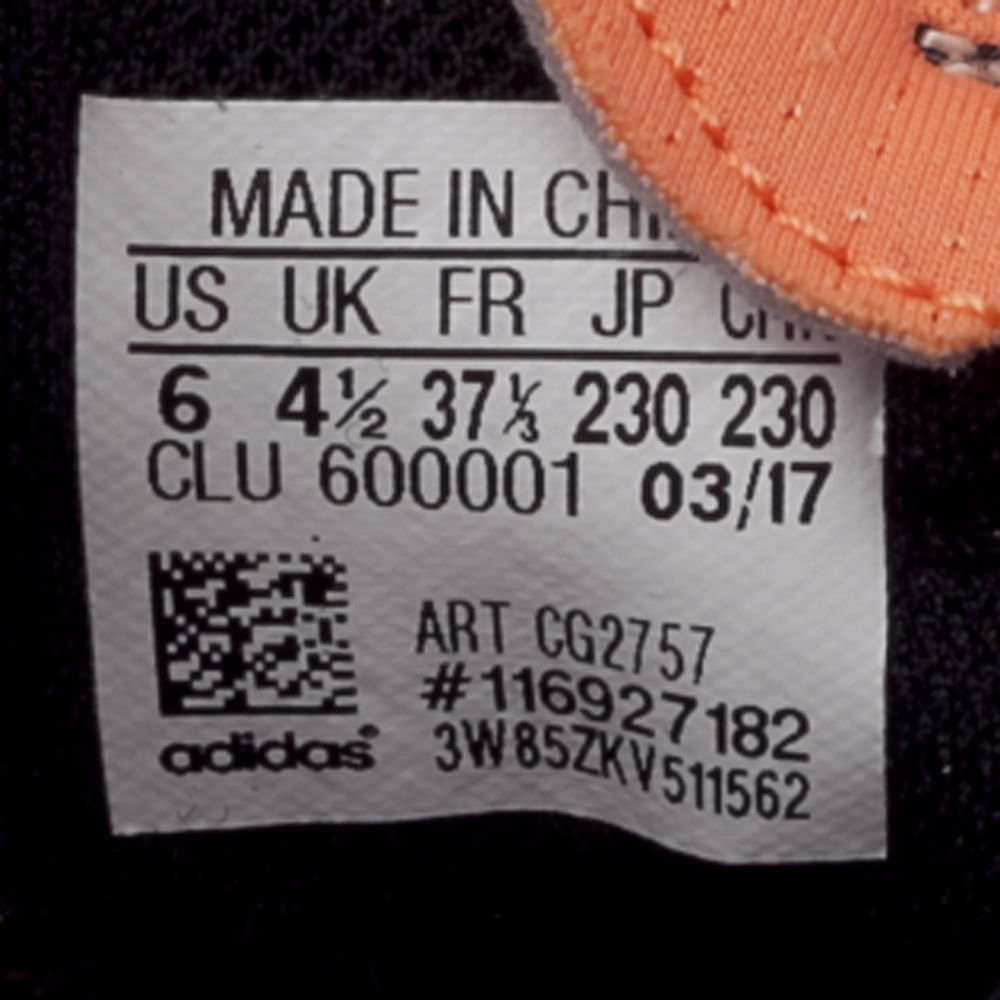 MADE IN CHI
US UK FR JP CHN
6 4½ 37⅓ 230 230
CLU 600001 03/17
ART CG2757
#116927182
3W85ZKV511562
adidas®